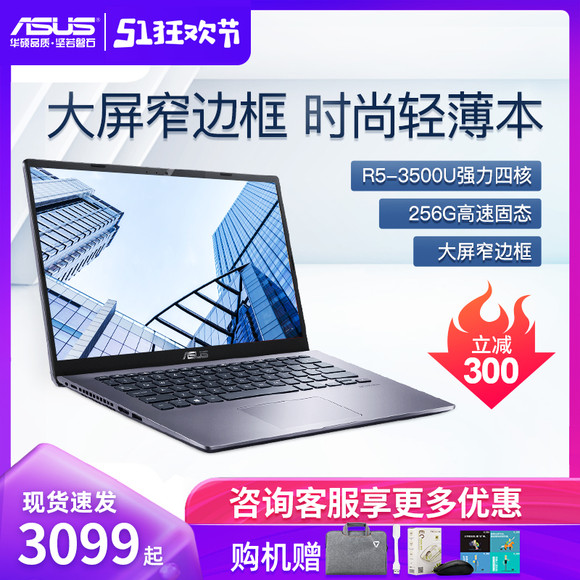 ASUS
华硕品质·坚若磐石
51狂欢节
大屏窄边框 时尚轻薄本
R5-3500U强力四核
256G高速固态
大屏窄边框
立减
300
ASUS
现货速发
3099起
咨询客服享更多优惠
购机赠